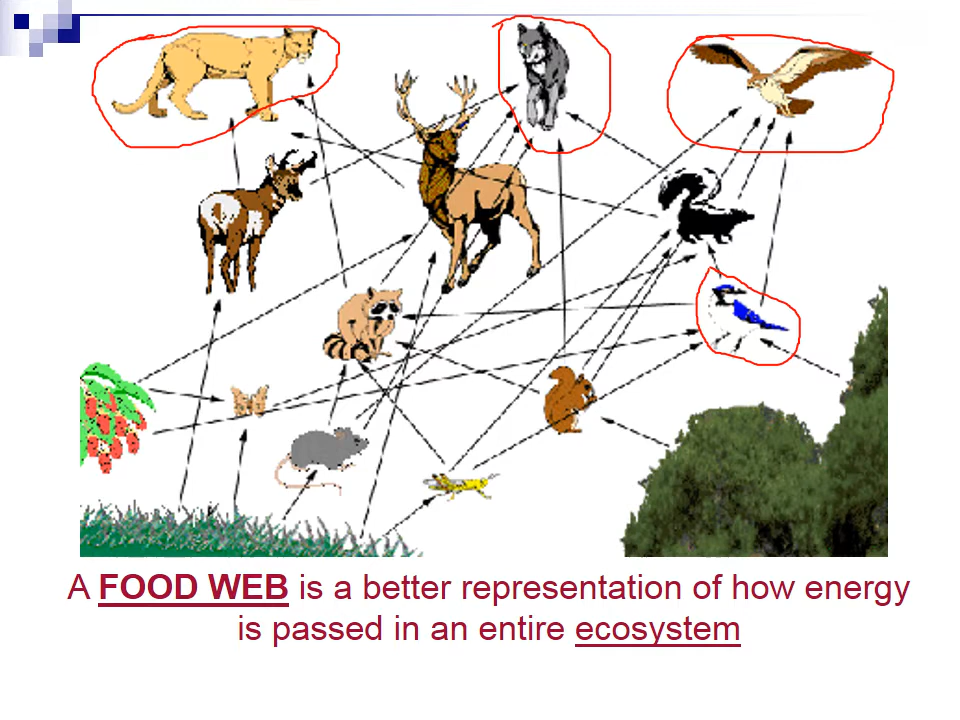 A FOOD WEB is a better representation of how energy
is passed in an entire ecosystem